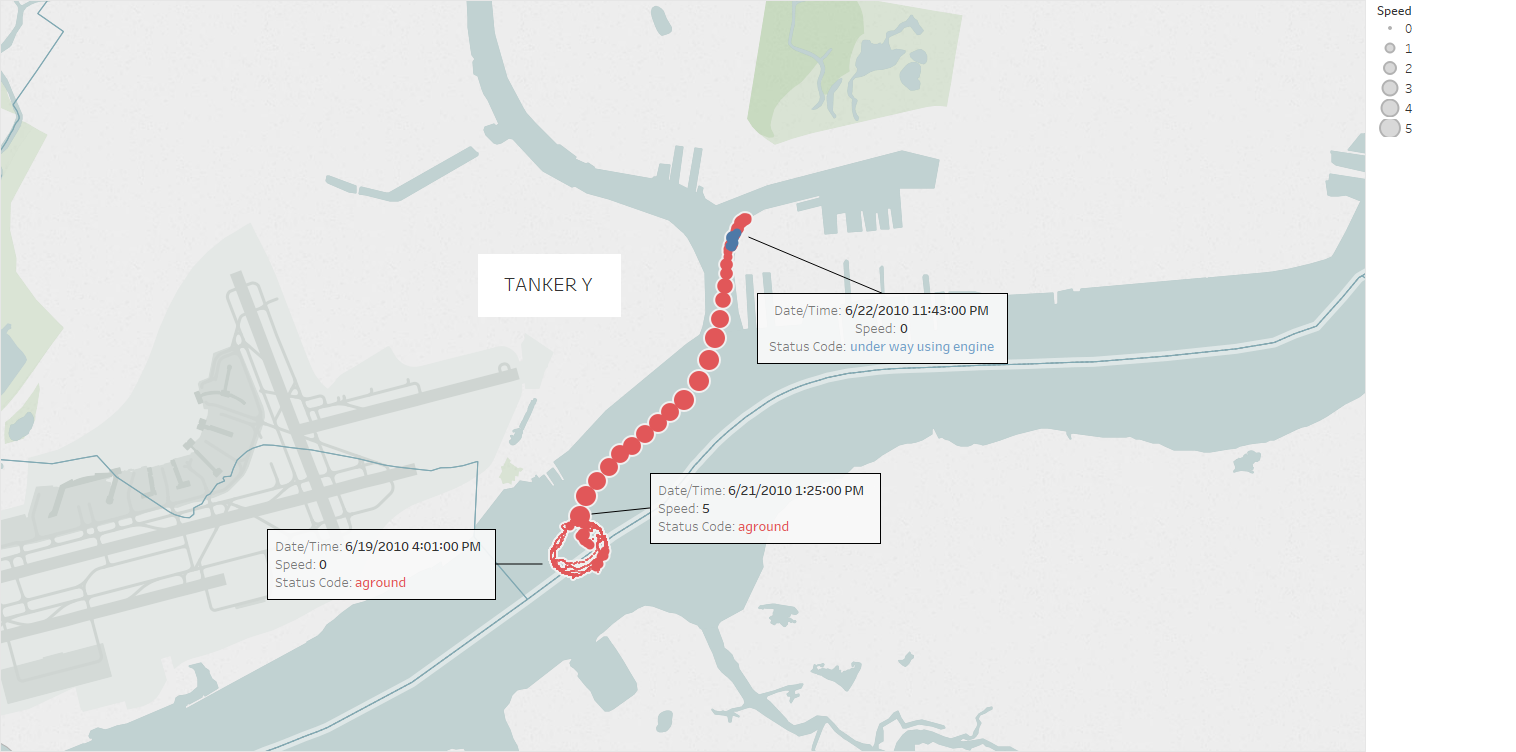 Speed
0
1
2
3
4
5
TANKER Y
Date/Time: 6/22/2010 11:43:00 PM
Speed: 0
Status Code: under way using engine
Date/Time: 6/21/2010 1:25:00 PM
Speed: 5
Status Code: aground
Date/Time: 6/19/2010 4:01:00 PM
Speed: 0
Status Code: aground